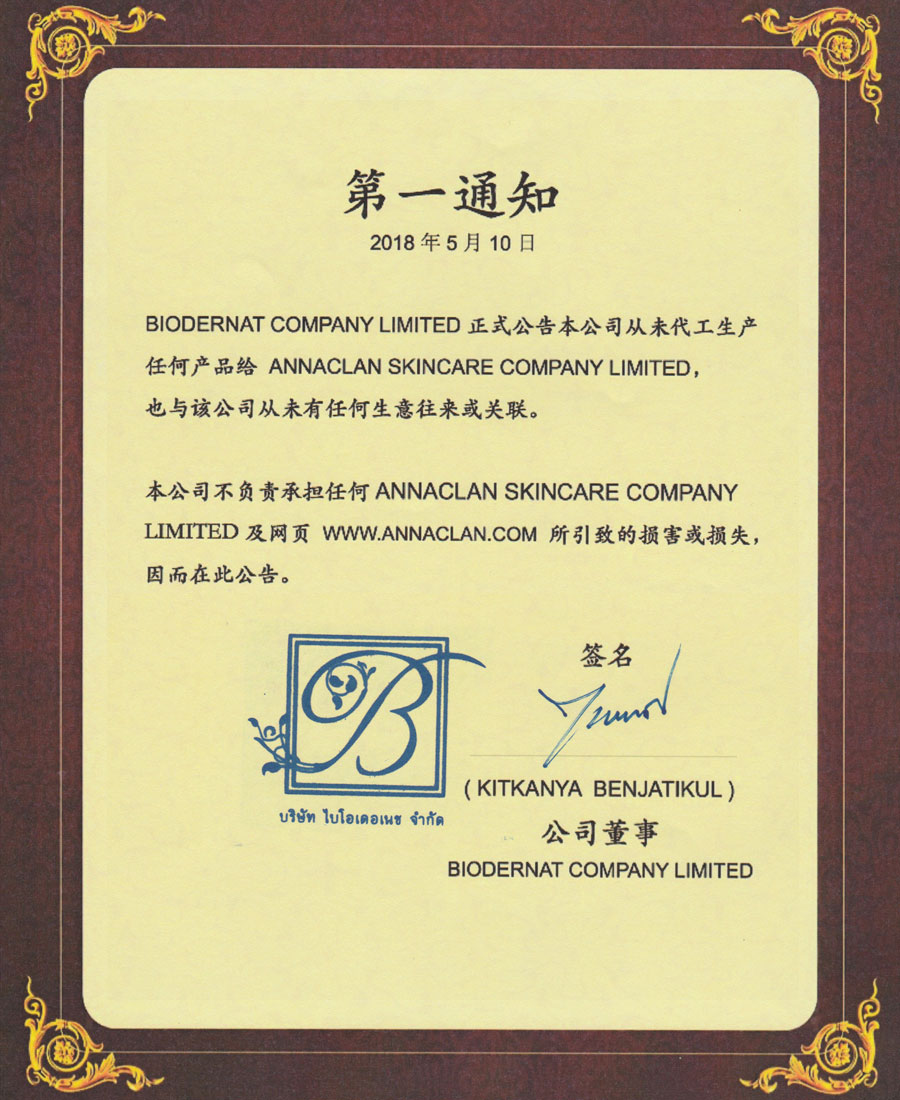 第一通知
2018 年 5 月 10 日
BIODERNAT COMPANY LIMITED 正式公告本公司从未代工生产
任何产品给 ANNACLAN SKINCARE COMPANY LIMITED，
也与该公司从未有任何生意往来或关联。
本公司不负责承担任何 ANNACLAN SKINCARE COMPANY
LIMITED 及网页 WWW.ANNACLAN.COM 所引致的损害或损失，
因而在此公告。
签名
B
บริษัท ไบโอเดอเนช จำกัด
( KITKANYA BENJATIKUL )
公司董事
BIODERNAT COMPANY LIMITED